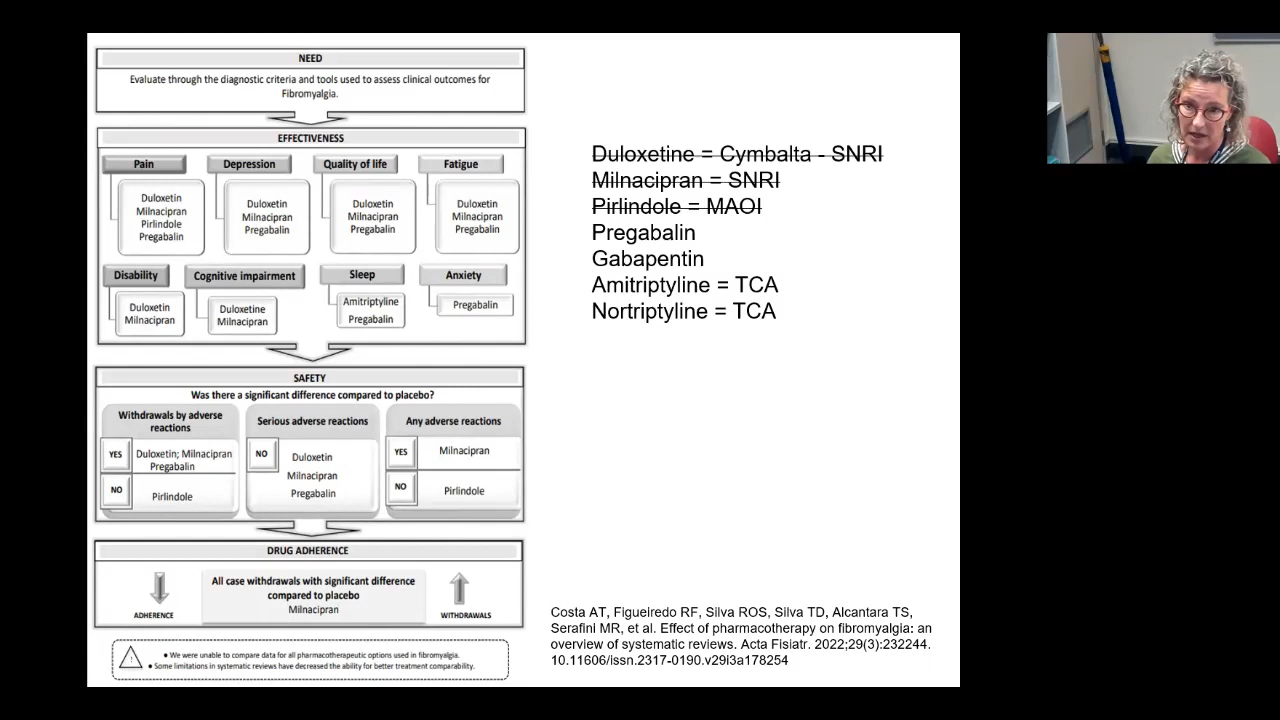 NEED
Evaluate through the diagnostic criteria and tools used to assess clinical outcomes for
Fibromyalgia.
EFFECTIVENESS
Pain
Duloxetin
Milnacipran
Pirlindole
Pregabalin
Depression
Duloxetin
Milnacipran
Pregabalin
Quality of life
Duloxetin
Milnacipran
Pregabalin
Fatigue
Duloxetin
Milnacipran
Pregabalin
Disability
Duloxetin
Milnacipran
Cognitive impairment
Duloxetine
Milnacipran
Sleep
Amitriptyline
Pregabalin
Anxiety
Pregabalin
SAFETY
Was there a significant difference compared to placebo?
Withdrawals by adverse
reactions
YES
Duloxetin; Milnacipran
Pregabalin
NO
Pirlindole
Serious adverse reactions
NO
Duloxetin
Milnacipran
Pregabalin
Any adverse reactions
YES
Milnacipran
NO
Pirlindole
DRUG ADHERENCE
ADHERENCE
All case withdrawals with significant difference
compared to placebo
Milnacipran
WITHDRAWALS
!
● We were unable to compare data for all pharmacotherapeutic options used in fibromyalgia.
● Some limitations in systematic reviews have decreased the ability for better treatment comparability.
Duloxetine = Cymbalta - SNRI
Milnacipran = SNRI
Pirlindole = MAOI
Pregabalin
Gabapentin
Amitriptyline = TCA
Nortriptyline = TCA
Costa AT, Figueiredo RF, Silva ROS, Silva TD, Alcantara TS,
Serafini MR, et al. Effect of pharmacotherapy on fibromyalgia: an
overview of systematic reviews. Acta Fisiatr. 2022;29(3):232244.
10.11606/issn.2317-0190.v29i3a178254